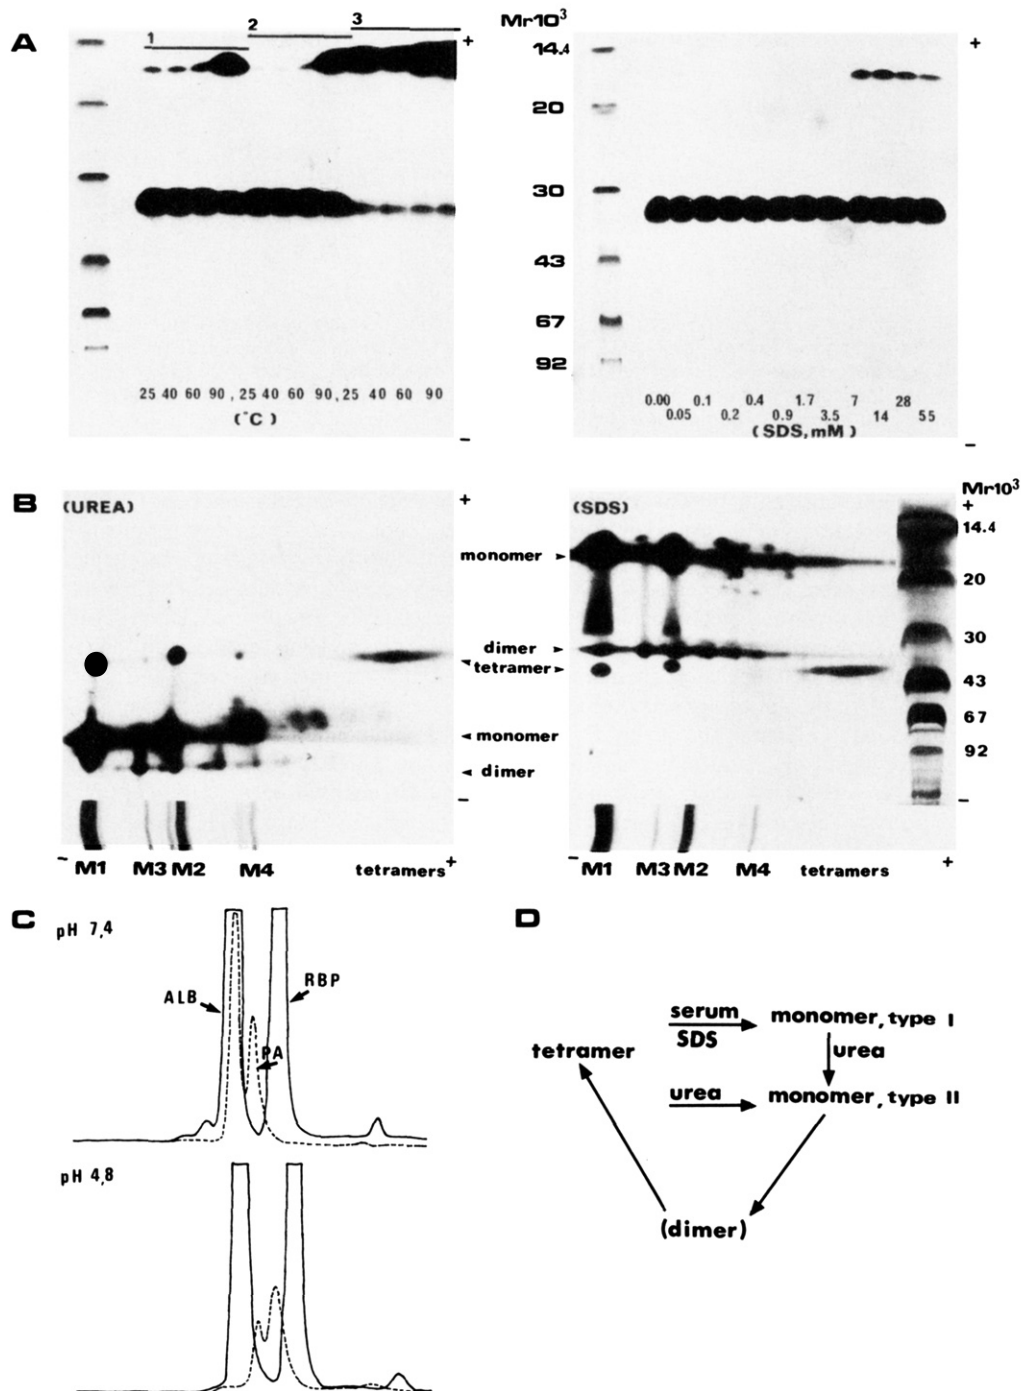 A
1
2
3
+
25 40 60 90 , 25 40 60 90 , 25 40 60 90
(°C)
−
Mr10³
14.4
20
30
43
67
92
+
0.00 0.1 0.4 1.7 7 28
0.05 0.2 0.9 3.5 14 55
(SDS, mM)
−
B
(UREA)
+
monomer
dimer
tetramer
monomer
dimer
−
− M1 M3 M2 M4 tetramers +
(SDS)
Mr10³
+
14.4
20
30
43
67
92
−
− M1 M3 M2 M4 tetramers +
C
pH 7,4
ALB
RBP
PA
pH 4,8
D
serum
SDS
monomer, type I
tetramer
urea
urea
monomer, type II
(dimer)